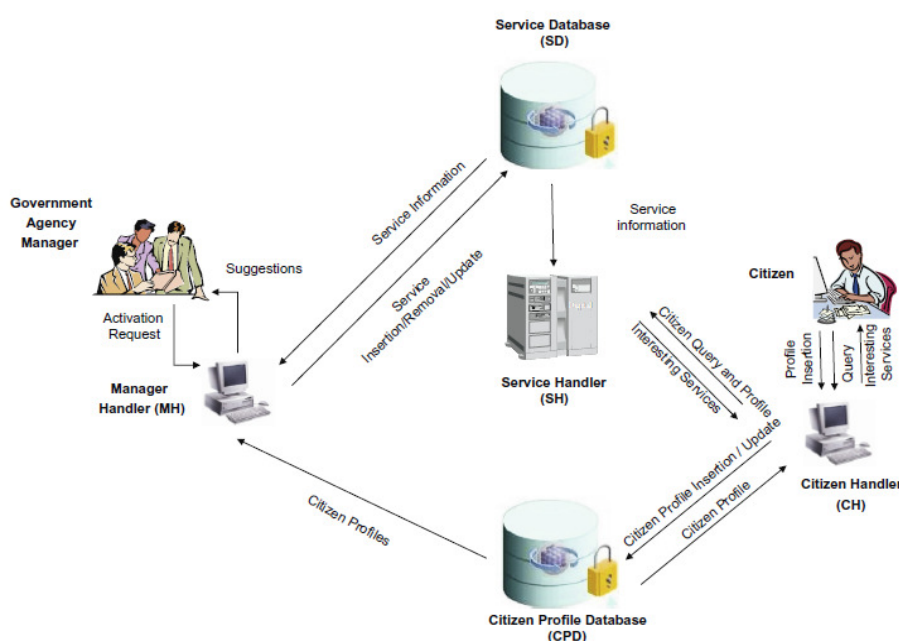 Service Database
(SD)
Service Information
Service
Insertion/Removal/Update
Service
information
Government
Agency
Manager
Suggestions
Activation
Request
Manager
Handler (MH)
Service Handler
(SH)
Citizen
Profile
Insertion
Query
Interesting
Services
Citizen Query and Profile
Interesting Services
Citizen Handler
(CH)
Citizen Profile Insertion / Update
Citizen Profile
Citizen Profiles
Citizen Profile Database
(CPD)